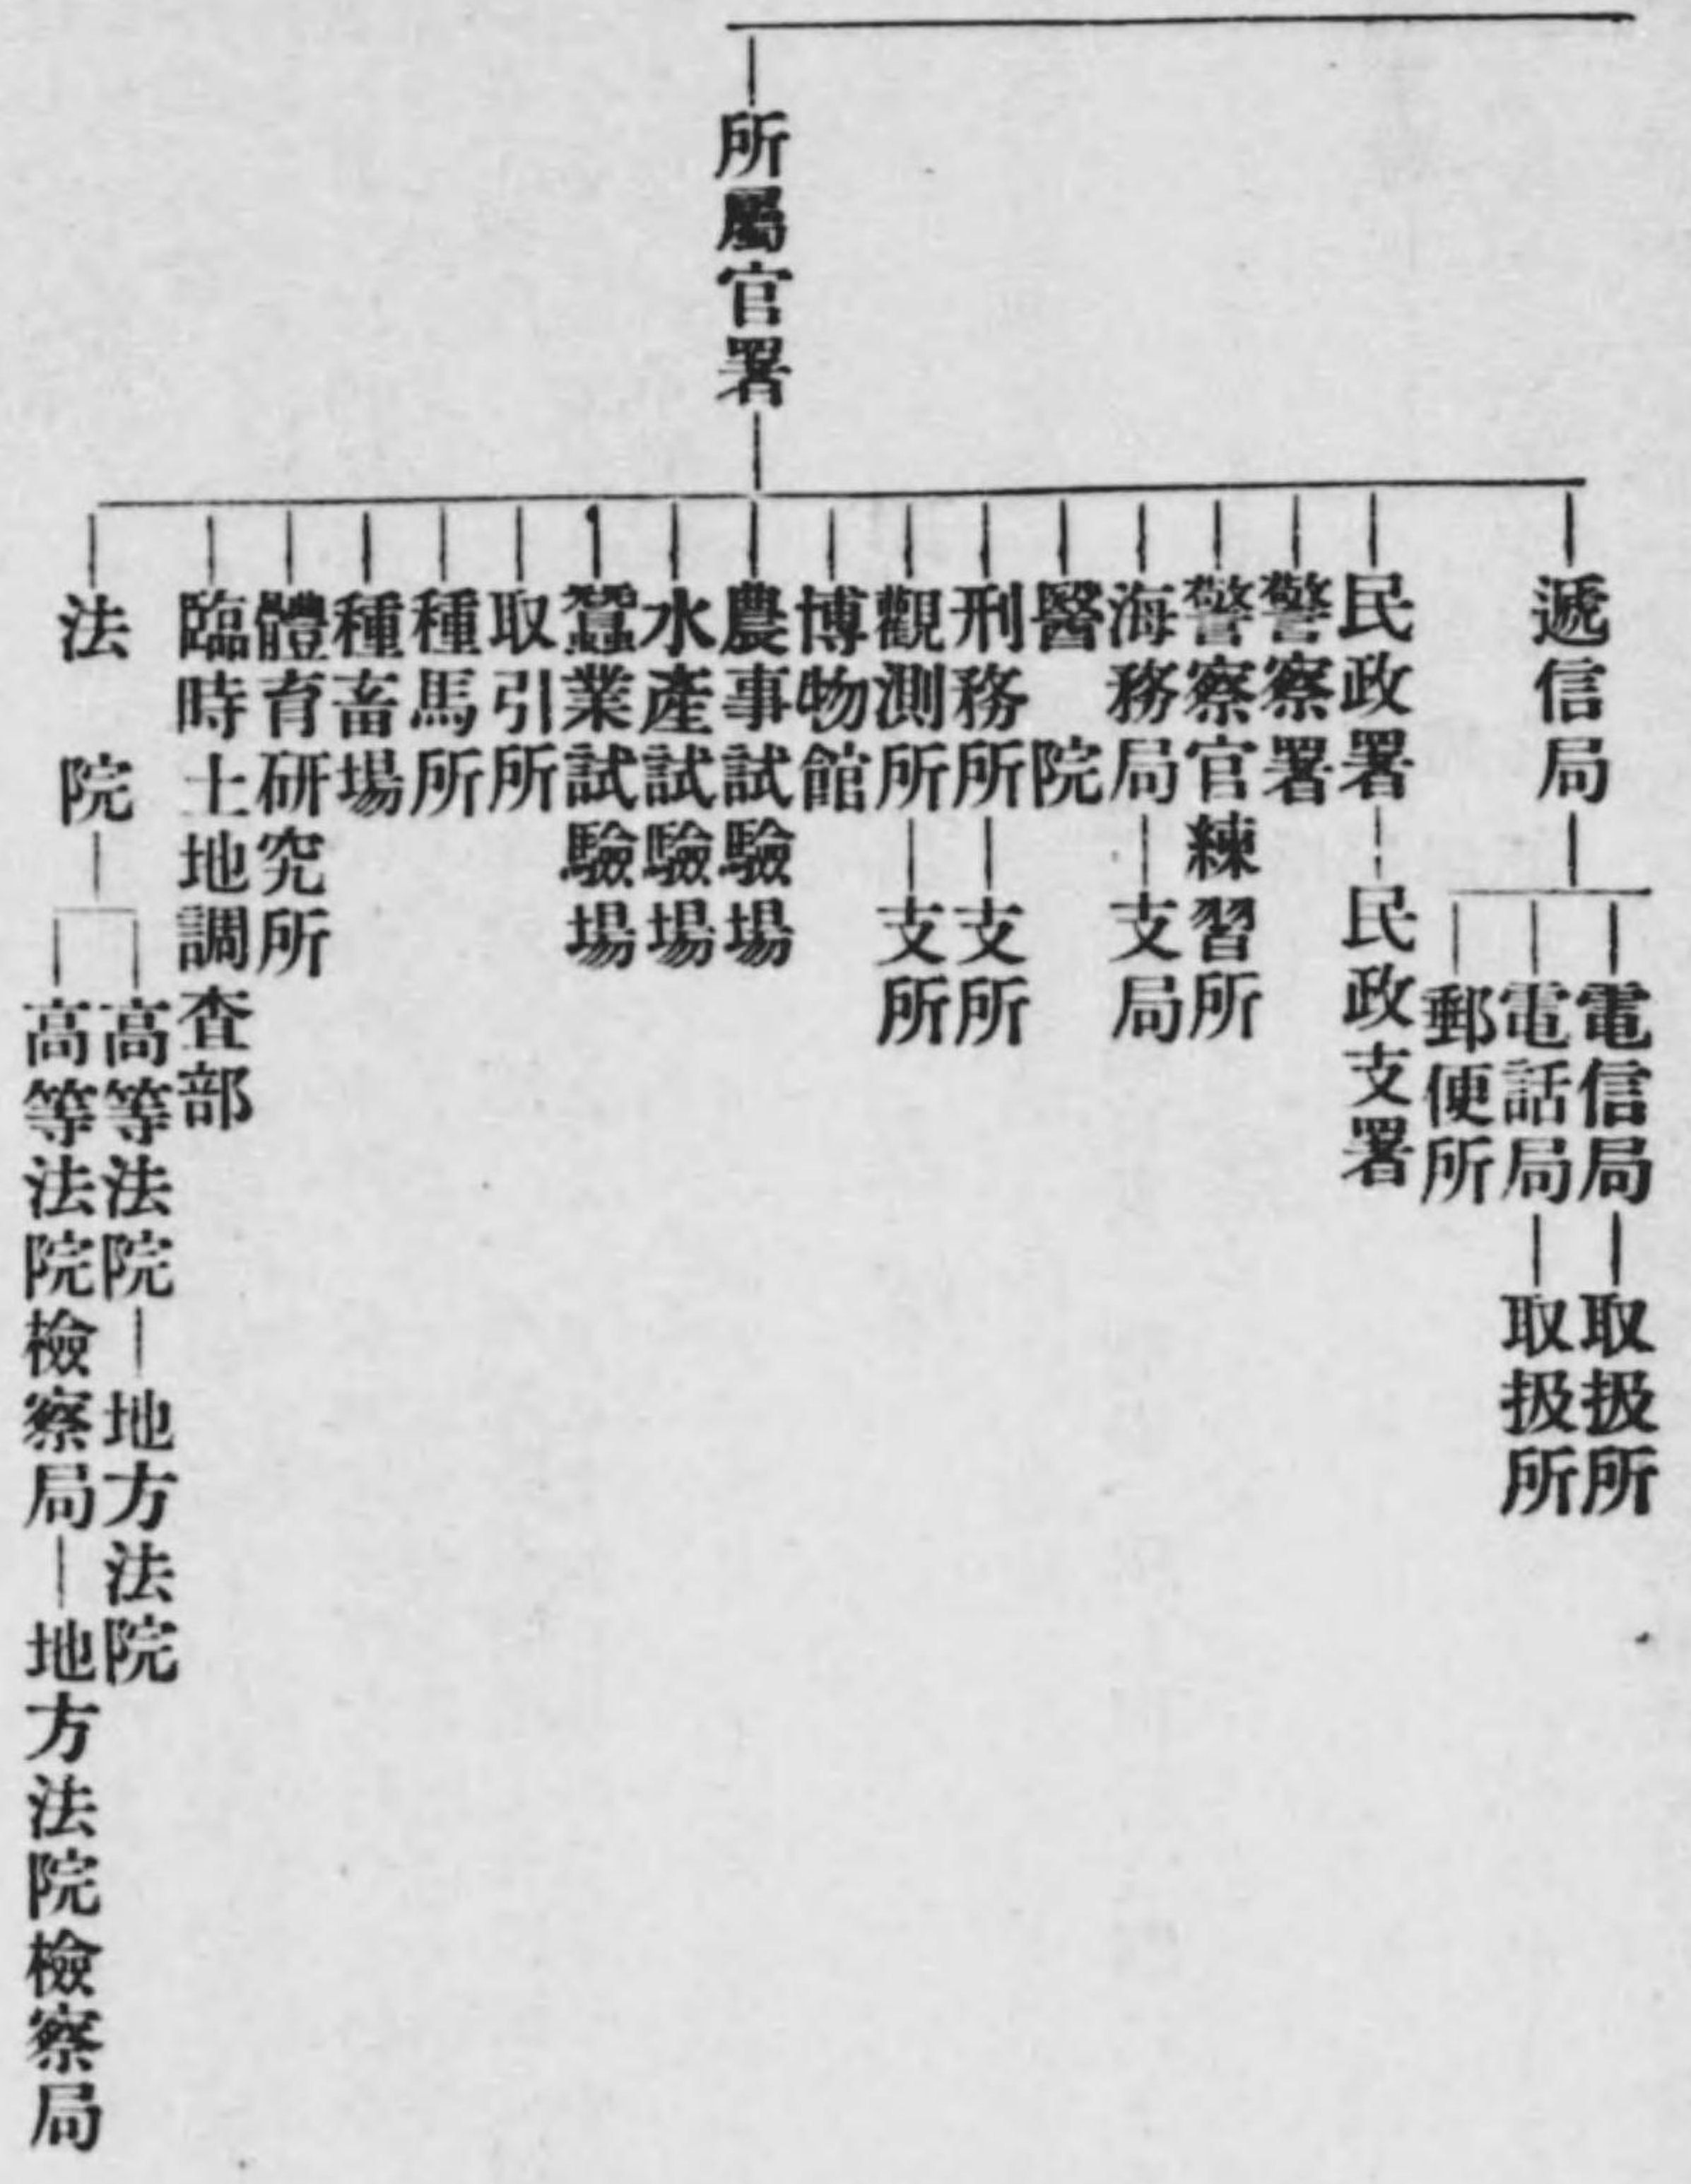 所屬官署
遞信局
電信局
取扱所
電話局
取扱所
郵便所
民政署
民政支署
警察署
警察官練習所
海務局
支局
醫院
刑務所
支所
觀測所
支所
博物館
農事試驗場
水產試驗場
蠶業試驗場
取引所
種馬所
種畜場
體育研究所
臨時土地調査部
法院
高等法院
地方法院
高等法院檢察局
地方法院檢察局